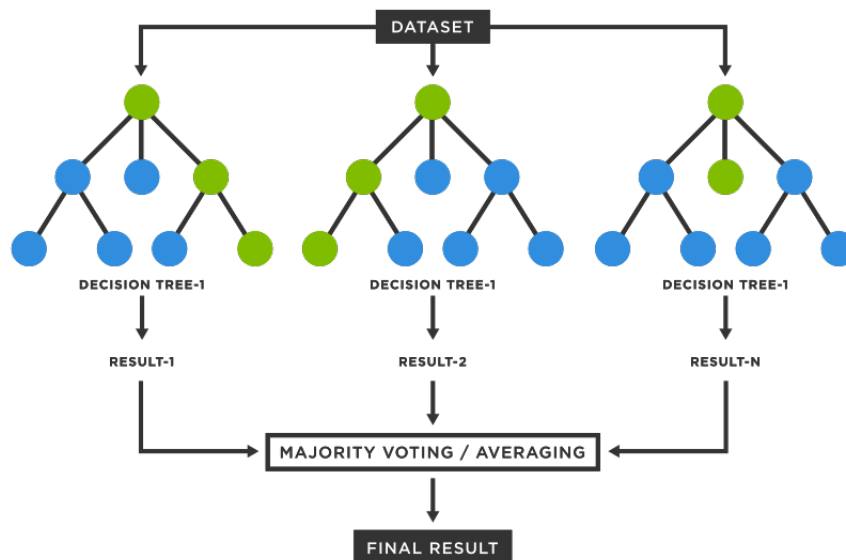 DATASET
DECISION TREE-1
DECISION TREE-1
DECISION TREE-1
RESULT-1
RESULT-2
RESULT-N
MAJORITY VOTING / AVERAGING
FINAL RESULT